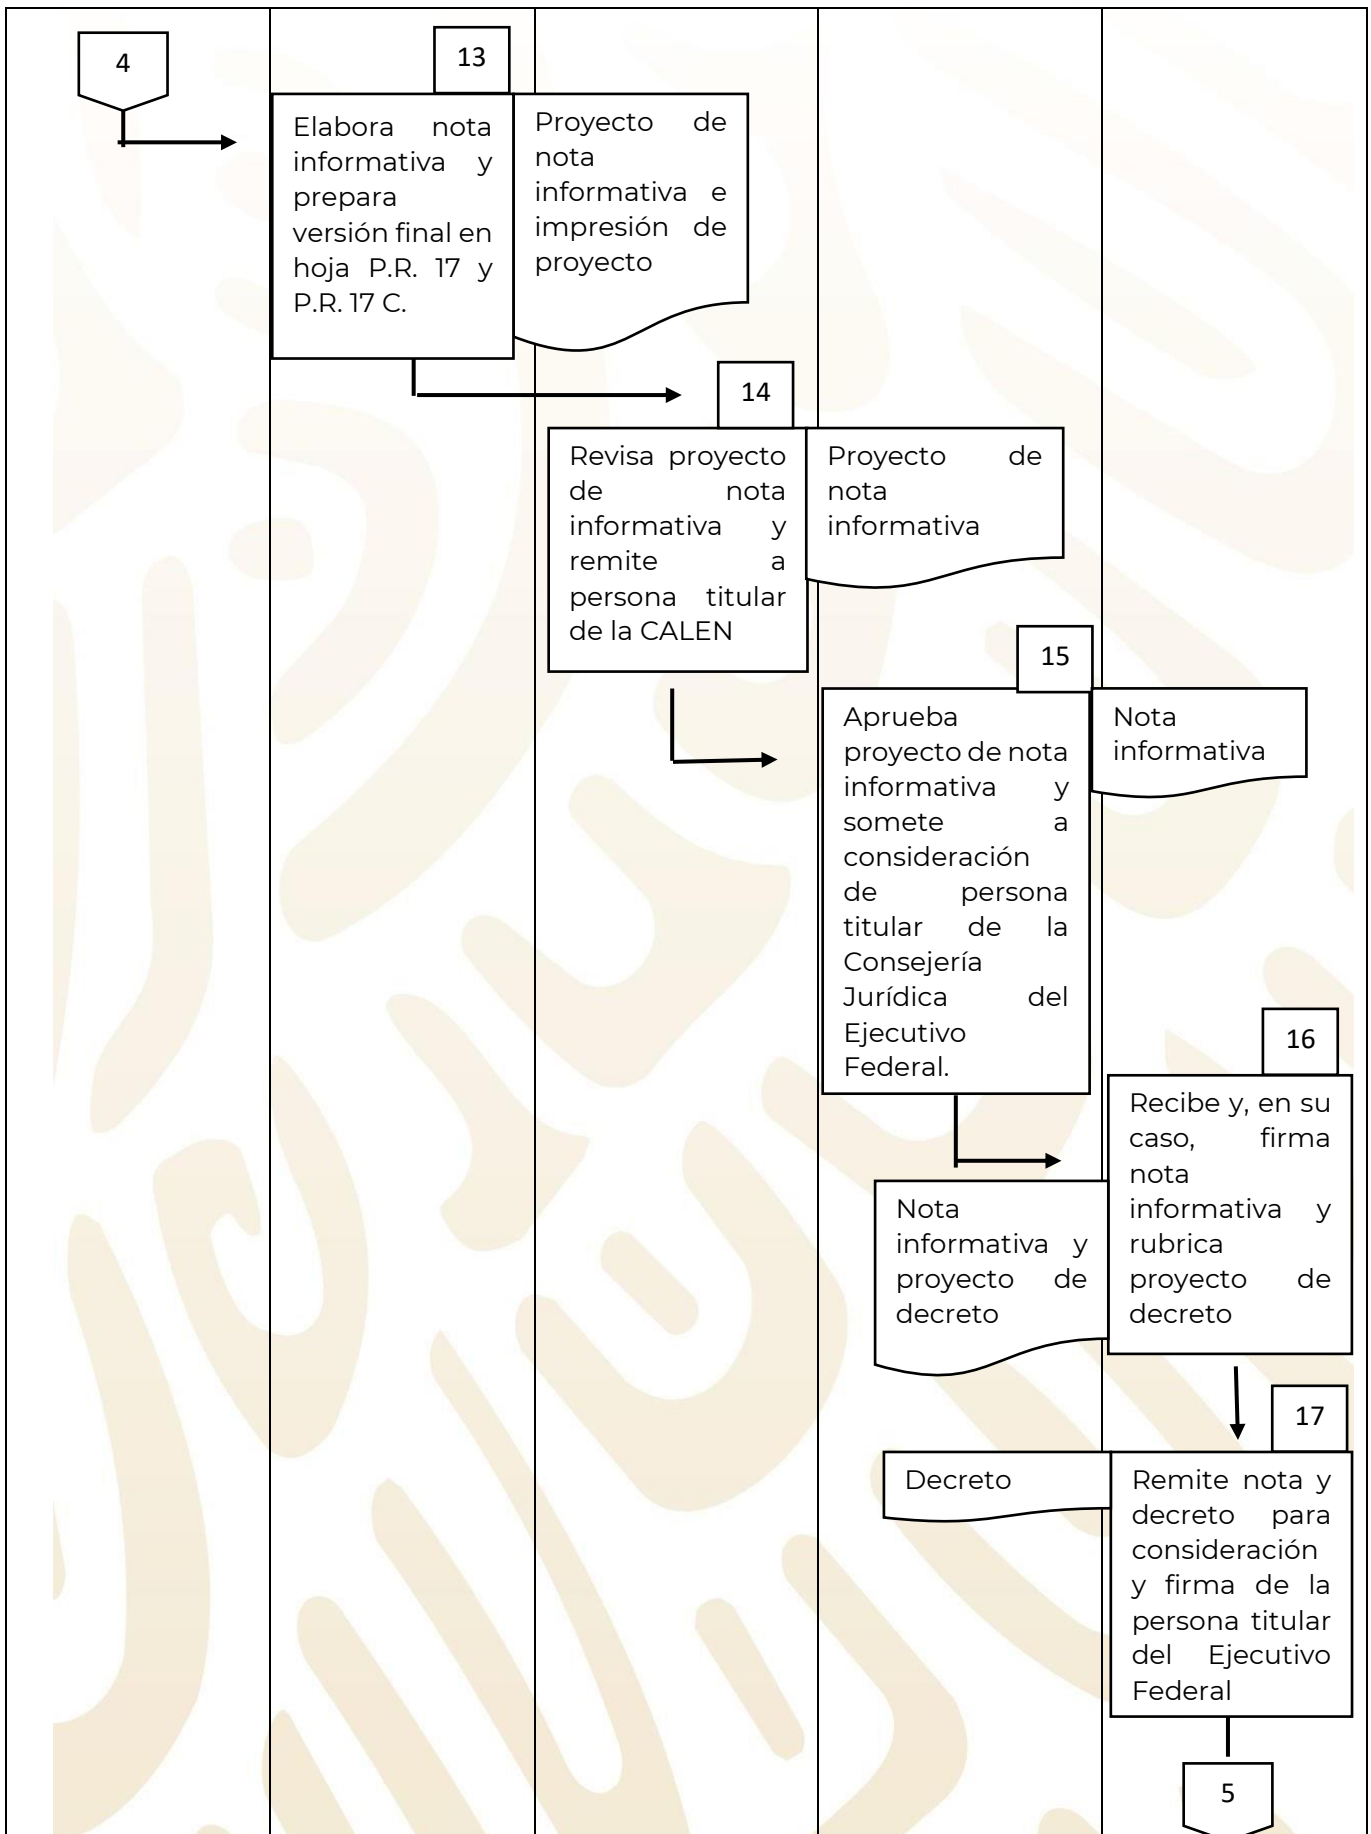 4
13
Elabora nota
informativa y
prepara
versión final en
hoja P.R. 17 y
P.R. 17 C.
Proyecto de
nota
informativa e
impresión de
proyecto
14
Revisa proyecto
de nota
informativa y
remite a
persona titular
de la CALEN
Proyecto de
nota
informativa
15
Aprueba
proyecto de nota
informativa y
somete a
consideración
de persona
titular de la
Consejería
Jurídica del
Ejecutivo
Federal.
Nota
informativa
16
Recibe y, en su
caso, firma
nota
informativa y
rubrica
proyecto de
decreto
Nota
informativa y
proyecto de
decreto
17
Decreto
Remite nota y
decreto para
consideración
y firma de la
persona titular
del Ejecutivo
Federal
5